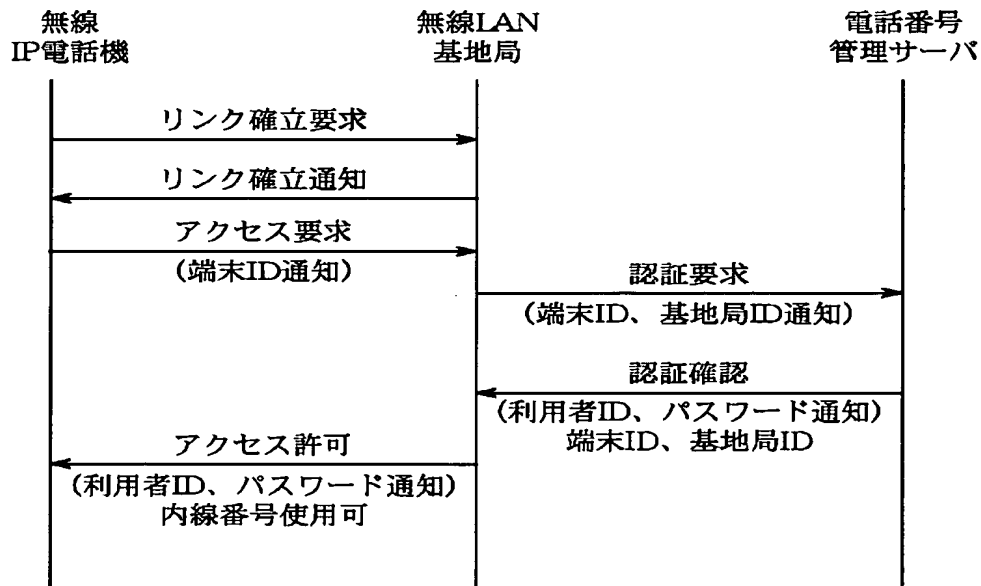 無線
IP電話機
無線LAN
基地局
電話番号
管理サーバ
リンク確立要求
リンク確立通知
アクセス要求
(端末ID通知)
認証要求
(端末ID、基地局ID通知)
認証確認
(利用者ID、パスワード通知)
端末ID、基地局ID
アクセス許可
(利用者ID、パスワード通知)
内線番号使用可